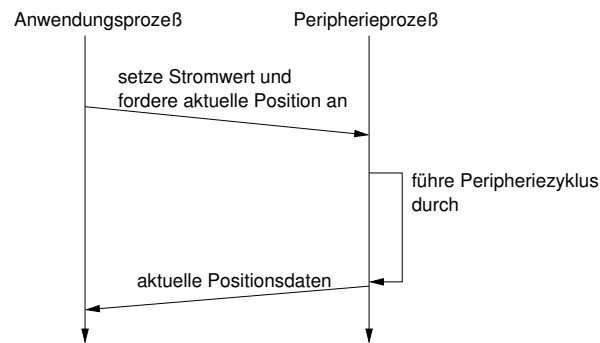 Anwendungsprozeß
Peripherieprozeß
setze Stromwert und
fordere aktuelle Position an
führe Peripheriezyklus
durch
aktuelle Positionsdaten